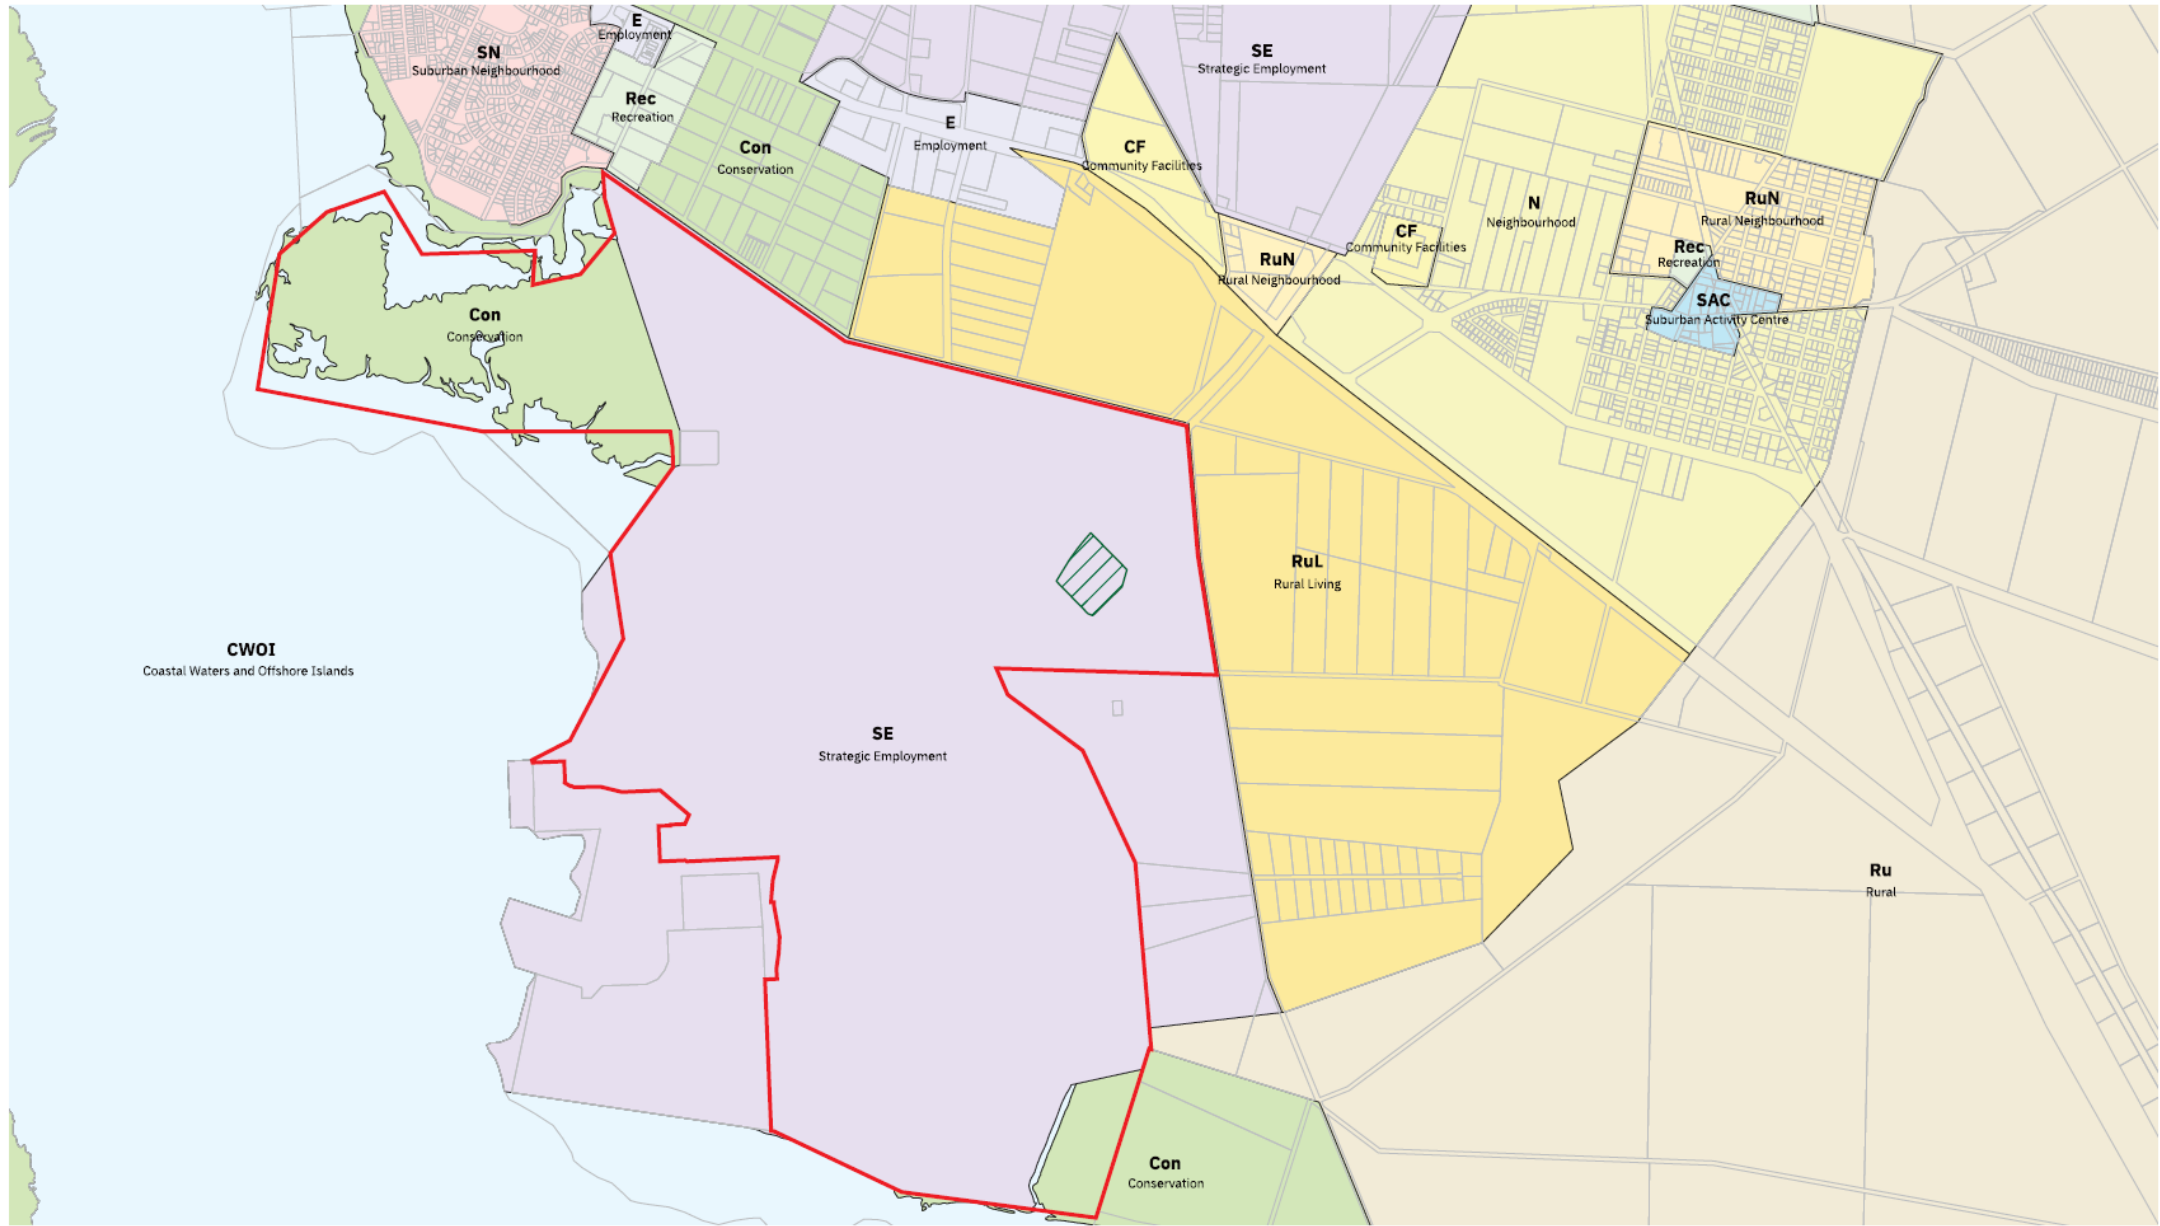 E
Employment
SN
Suburban Neighbourhood
SE
Strategic Employment
Rec
Recreation
E
Employment
Con
Conservation
CF
Community Facilities
RuN
Rural Neighbourhood
N
Neighbourhood
CF
Community Facilities
Rec
Recreation
RuN
Rural Neighbourhood
SAC
Suburban Activity Centre
Con
Conservation
RuL
Rural Living
CWOI
Coastal Waters and Offshore Islands
SE
Strategic Employment
Ru
Rural
Con
Conservation